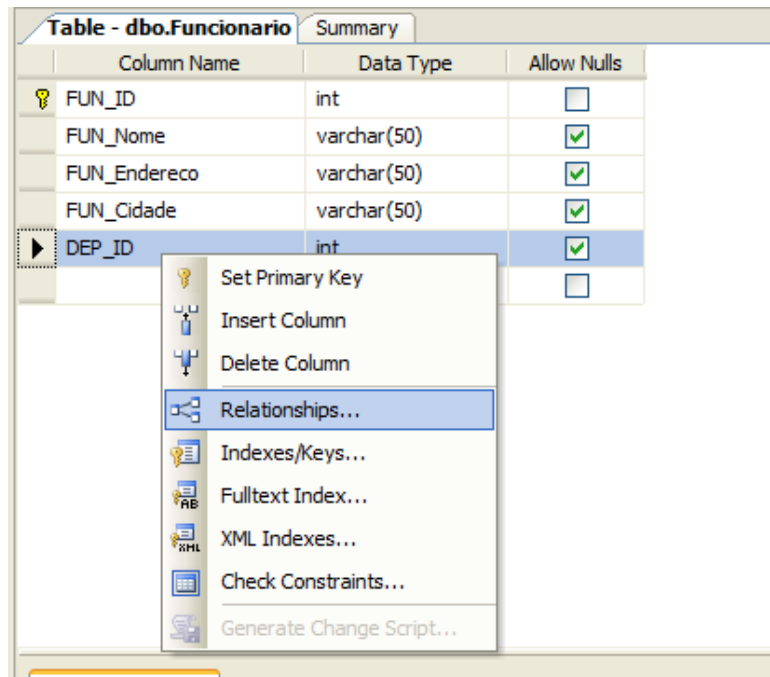 Table - dbo.Funcionario Summary
Column Name Data Type Allow Nulls
FUN_ID int
FUN_Nome varchar(50)
FUN_Endereco varchar(50)
FUN_Cidade varchar(50)
DEP_ID int
Set Primary Key
Insert Column
Delete Column
Relationships...
Indexes/Keys...
AB Fulltext Index...
XML XML Indexes...
Check Constraints...
Generate Change Script...